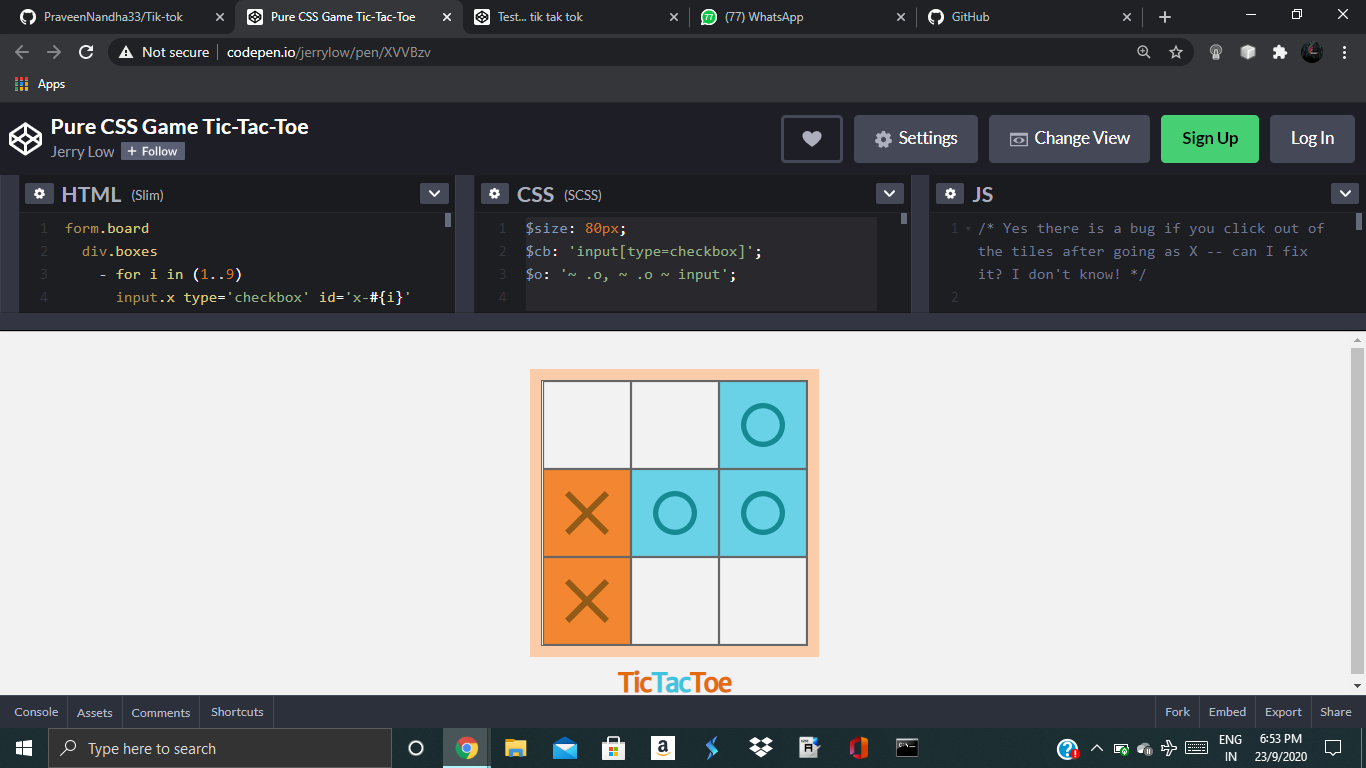 PraveenNandha33/Tik-tok
Pure CSS Game Tic-Tac-Toe
Test... tik tak tok
77
(77) WhatsApp
GitHub
Not secure
codepen.io/jerrylow/pen/XVVBzv
Apps
Pure CSS Game Tic-Tac-Toe
Jerry Low
+ Follow
Settings
Change View
Sign Up
Log In
HTML (Slim)
1 form.board
2 div.boxes
3 - for i in (1..9)
4 input.x type='checkbox' id='x-#{i}'
CSS (SCSS)
1 $size: 80px;
2 $cb: 'input[type=checkbox]';
3 $o: '~ .o, ~ .o ~ input';
4
JS
1 /* Yes there is a bug if you click out of
the tiles after going as X -- can I fix
it? I don't know! */
2
TicTacToe
Console
Assets
Comments
Shortcuts
Fork
Embed
Export
Share
Type here to search
ENG
IN
6:53 PM
23/9/2020